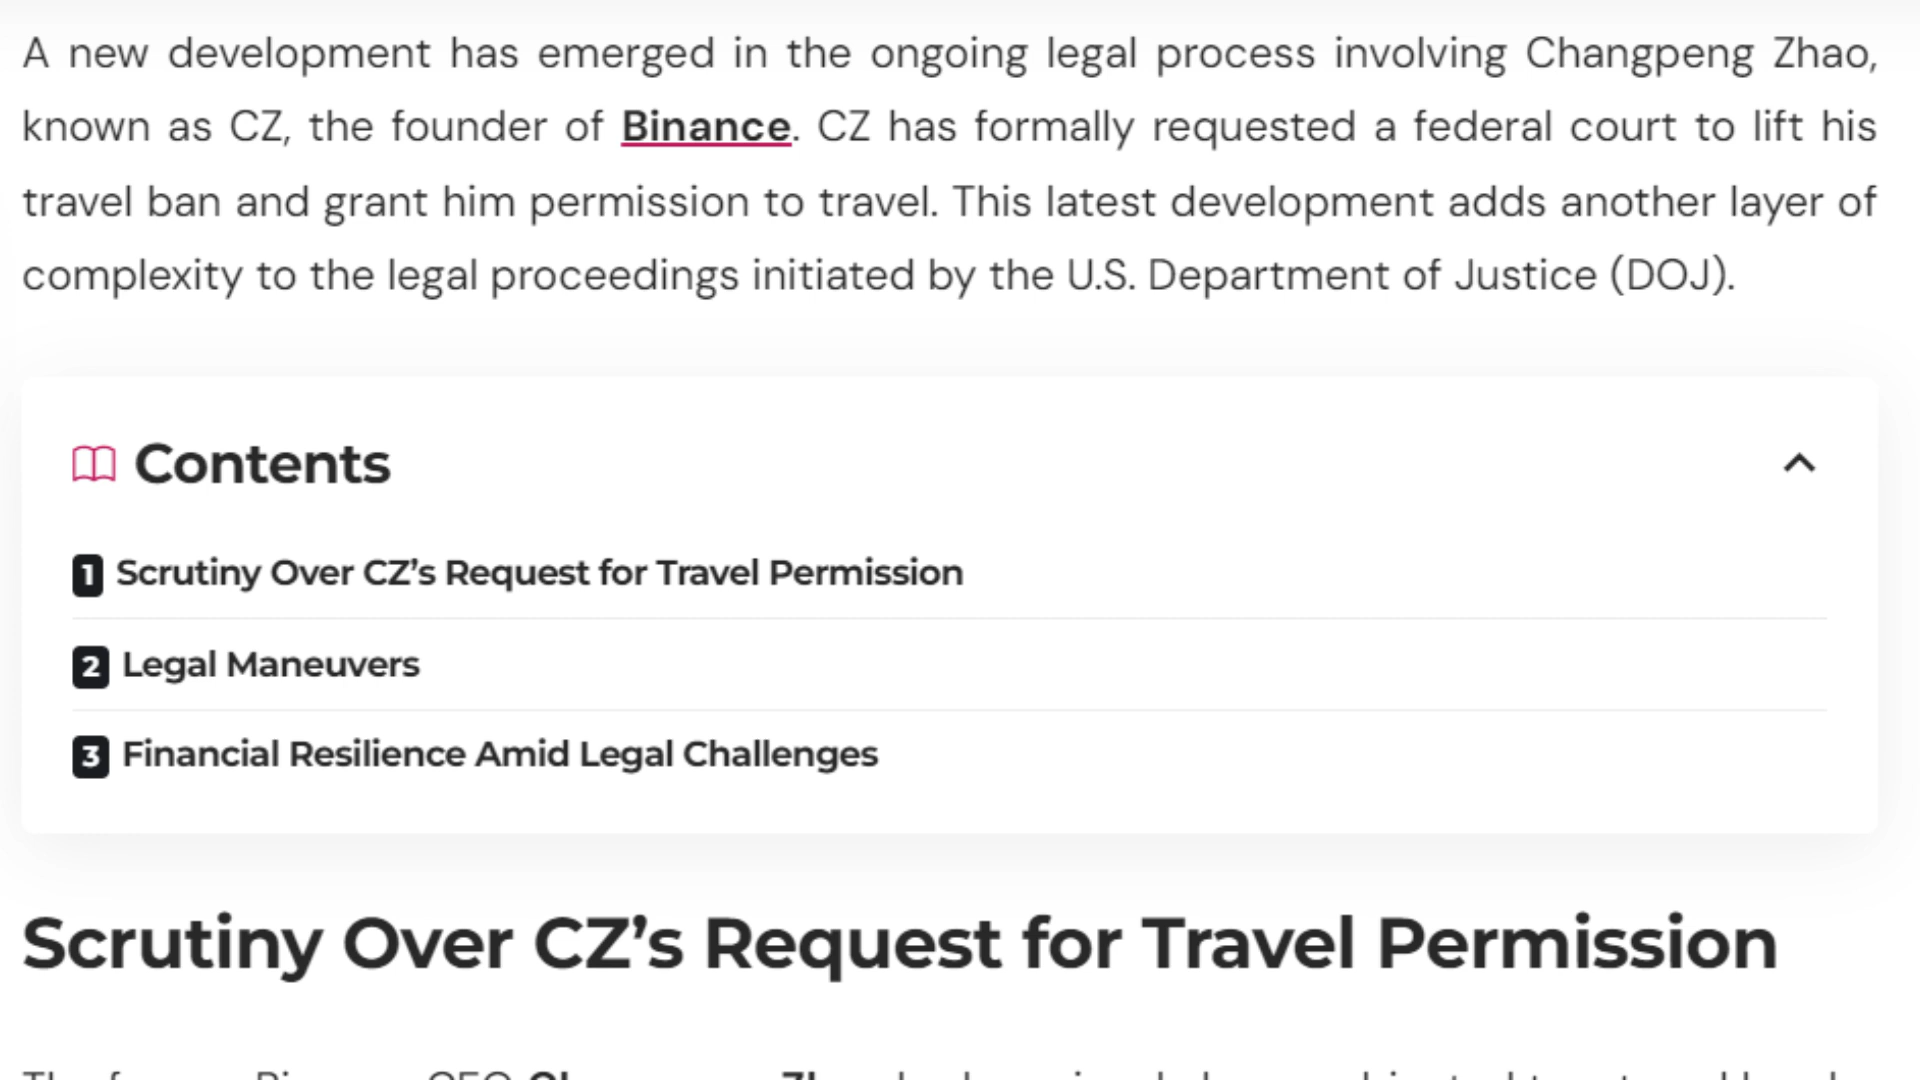 A new development has emerged in the ongoing legal process involving Changpeng Zhao,
known as CZ, the founder of Binance. CZ has formally requested a federal court to lift his
travel ban and grant him permission to travel. This latest development adds another layer of
complexity to the legal proceedings initiated by the U.S. Department of Justice (DOJ).
Contents
1 Scrutiny Over CZ’s Request for Travel Permission
2 Legal Maneuvers
3 Financial Resilience Amid Legal Challenges
Scrutiny Over CZ’s Request for Travel Permission